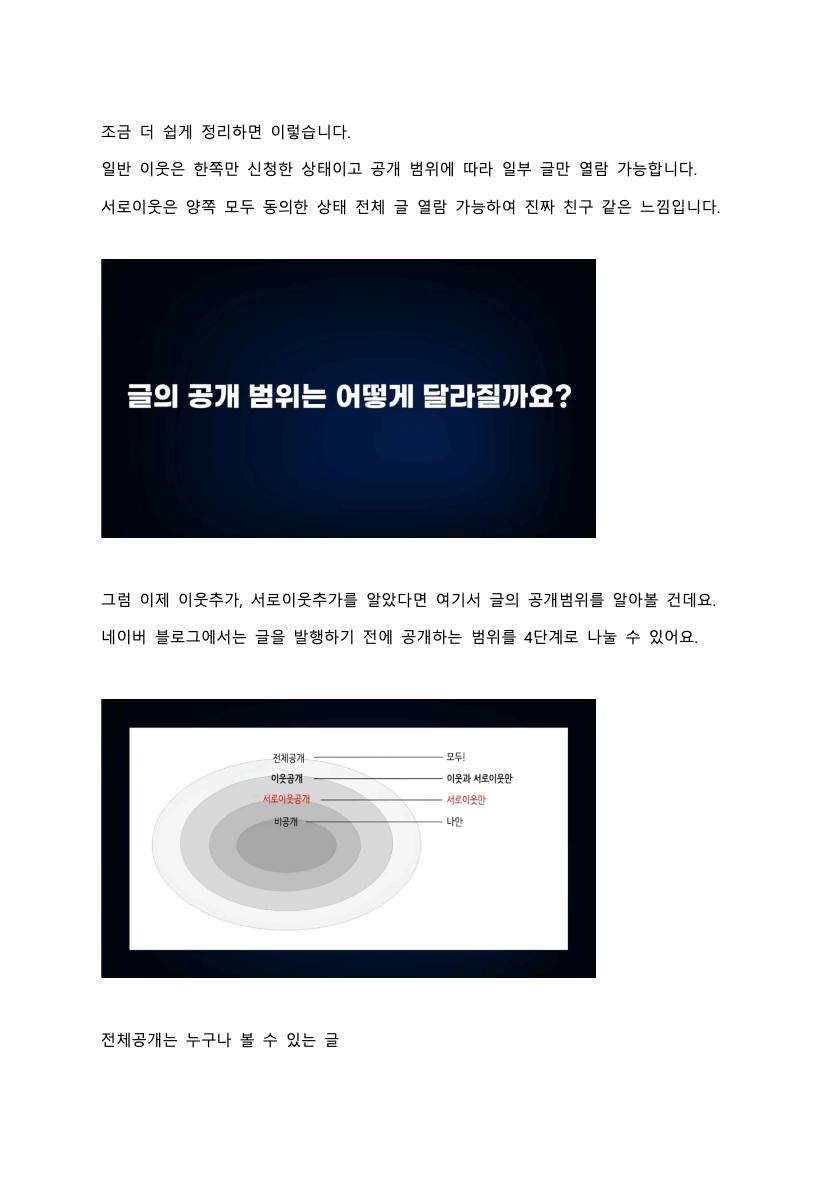 조금 더 쉽게 정리하면 이렇습니다.
일반 이웃은 한쪽만 신청한 상태이고 공개 범위에 따라 일부 글만 열람 가능합니다.
서로이웃은 양쪽 모두 동의한 상태 전체 글 열람 가능하여 진짜 친구 같은 느낌입니다.
글의 공개 범위는 어떻게 달라질까요?
그럼 이제 이웃추가, 서로이웃추가를 알았다면 여기서 글의 공개범위를 알아볼 건데요.
네이버 블로그에서는 글을 발행하기 전에 공개하는 범위를 4단계로 나눌 수 있어요.
전체공개 모두!
이웃공개 이웃과 서로이웃만
서로이웃공개 서로이웃만
비공개 나만
전체공개는 누구나 볼 수 있는 글